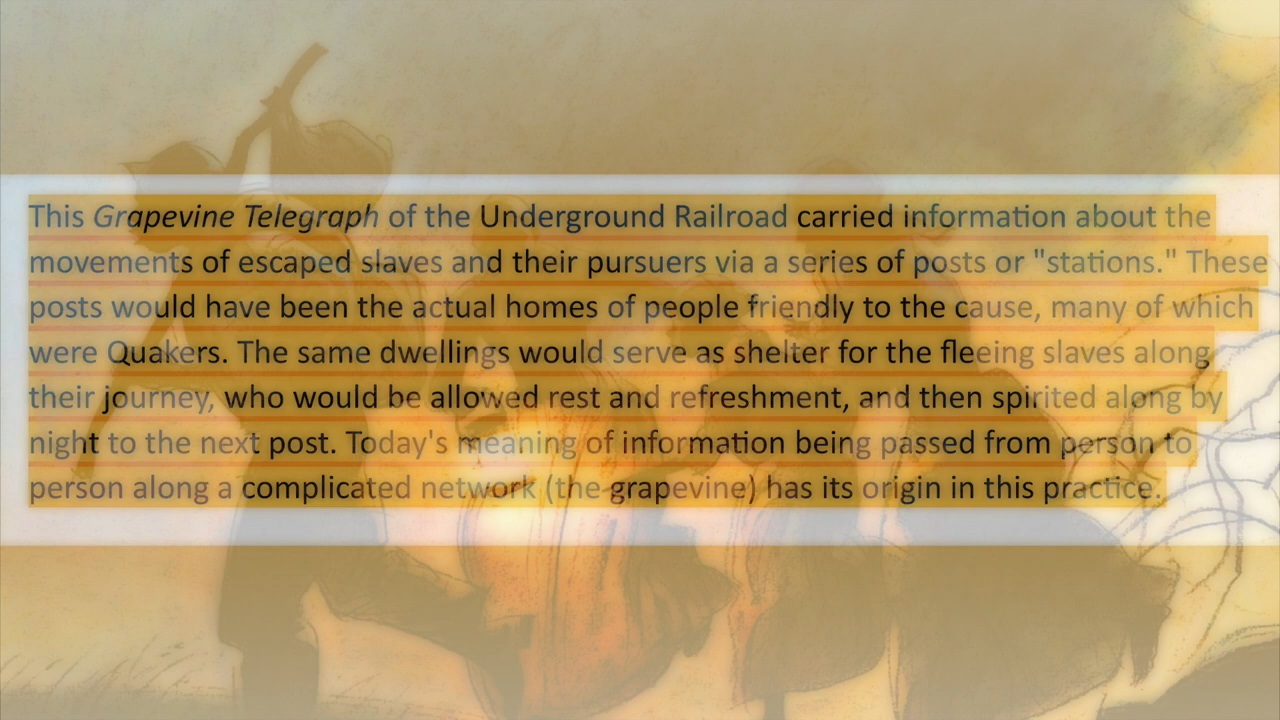 This Grapevine Telegraph of the Underground Railroad carried information about the
movements of escaped slaves and their pursuers via a series of posts or "stations." These
posts would have been the actual homes of people friendly to the cause, many of which
were Quakers. The same dwellings would serve as shelter for the fleeing slaves along
their journey, who would be allowed rest and refreshment, and then spirited along by
night to the next post. Today's meaning of information being passed from person to
person along a complicated network (the grapevine) has its origin in this practice.